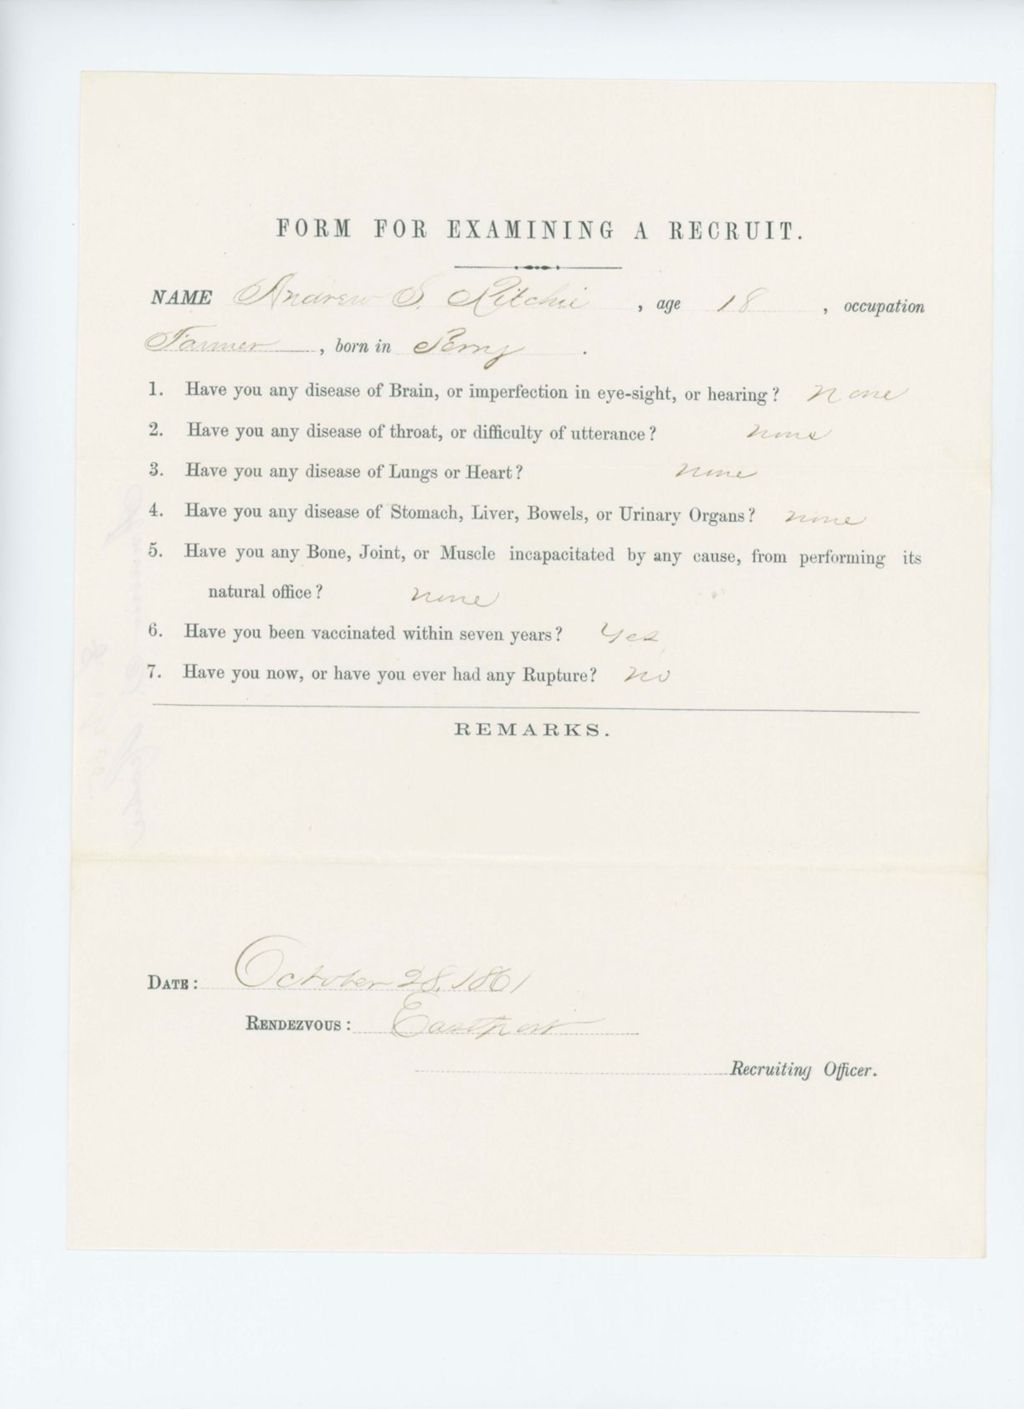 FORM FOR EXAMINING A RECRUIT.
NAME Andrew S. Ritchie, age 18, occupation
Farmer, born in Perry.
1. Have you any disease of Brain, or imperfection in eye-sight, or hearing? None
2. Have you any disease of throat, or difficulty of utterance? none
3. Have you any disease of Lungs or Heart? none
4. Have you any disease of Stomach, Liver, Bowels, or Urinary Organs? none
5. Have you any Bone, Joint, or Muscle incapacitated by any cause, from performing its
natural office? none
6. Have you been vaccinated within seven years? Yes
7. Have you now, or have you ever had any Rupture? no
REMARKS.
DATE: October 28, 1861
RENDEZVOUS: Eastport
Recruiting Officer.